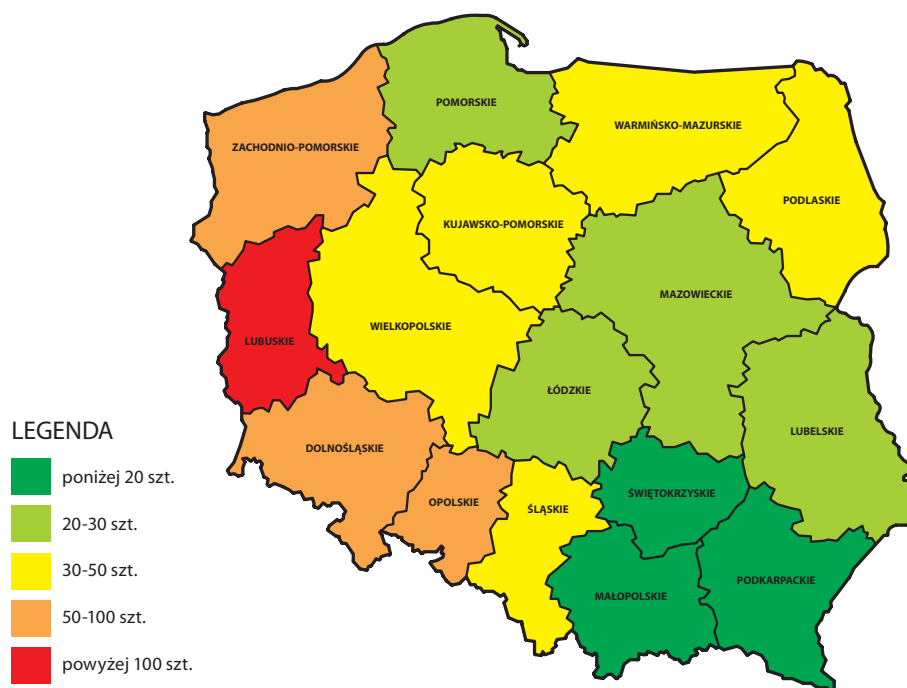 POMORSKIE
WARMIŃSKO-MAZURSKIE
ZACHODNIO-POMORSKIE
PODLASKIE
KUJAWSKO-POMORSKIE
MAZOWIECKIE
WIELKOPOLSKIE
LUBUSKIE
ŁÓDZKIE
LUBELSKIE
DOLNOŚLĄSKIE
OPOLSKIE
ŚLĄSKIE
ŚWIĘTOKRZYSKIE
MAŁOPOLSKIE
PODKARPACKIE
LEGENDA
poniżej 20 szt.
20-30 szt.
30-50 szt.
50-100 szt.
powyżej 100 szt.